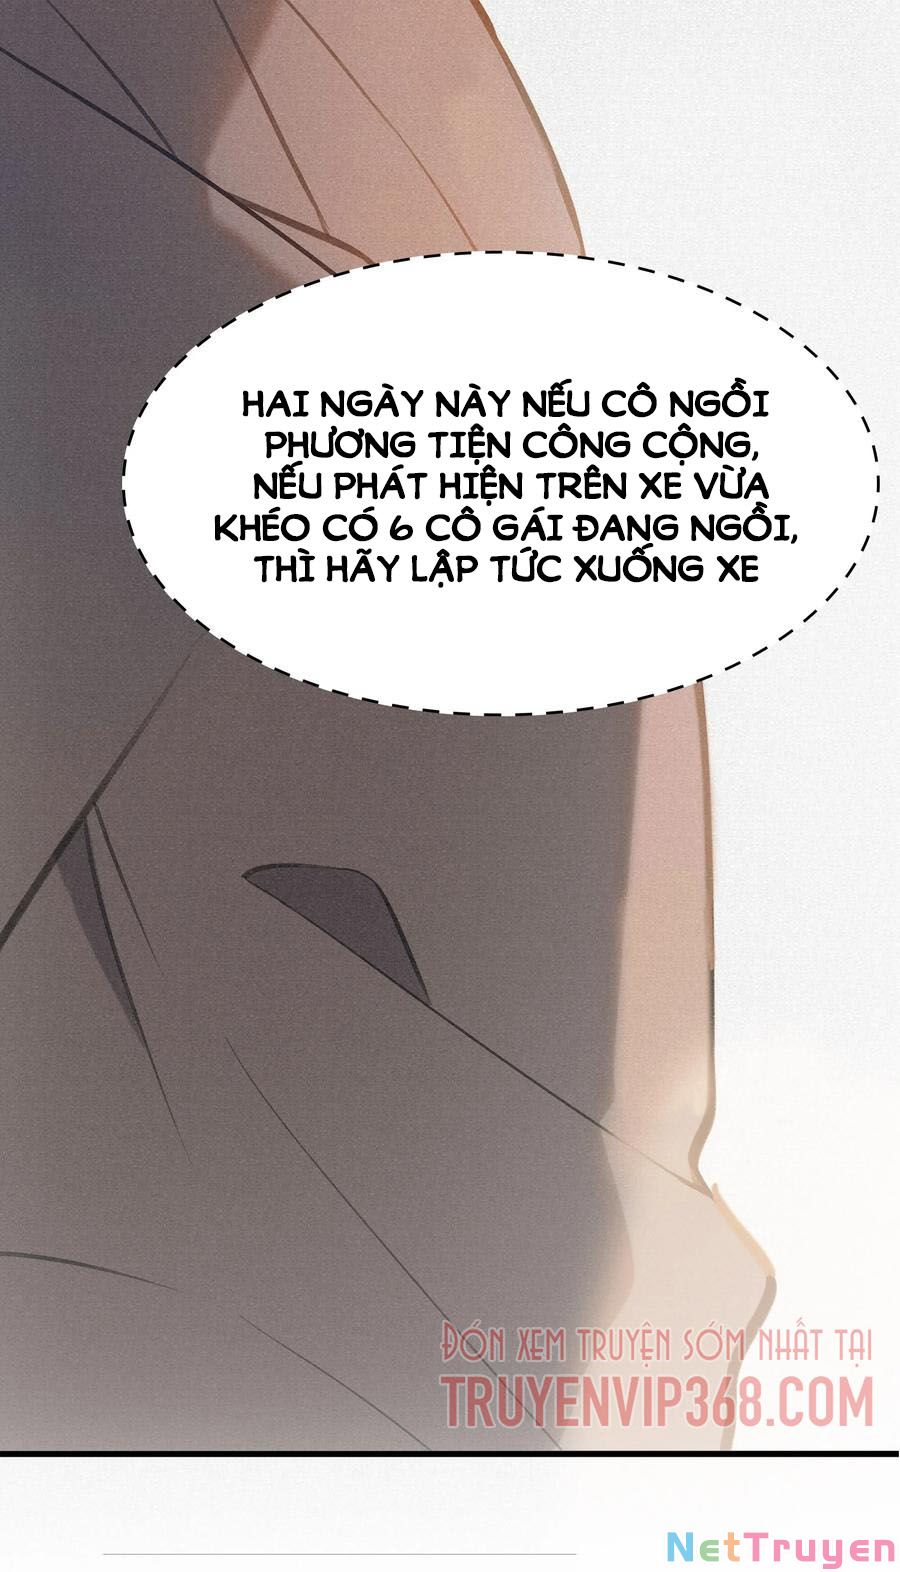 HAI NGÀY NÀY NẾU CÔ NGỒI
PHƯƠNG TIỆN CÔNG CỘNG,
NẾU PHÁT HIỆN TRÊN XE VỪA
KHÉO CÓ 6 CÔ GÁI ĐANG NGỒI,
THÌ HÃY LẬP TỨC XUỐNG XE
ĐÓN XEM TRUYỆN SỚM NHẤT TẠI
TRUYENVIP368.COM
NetTruyen